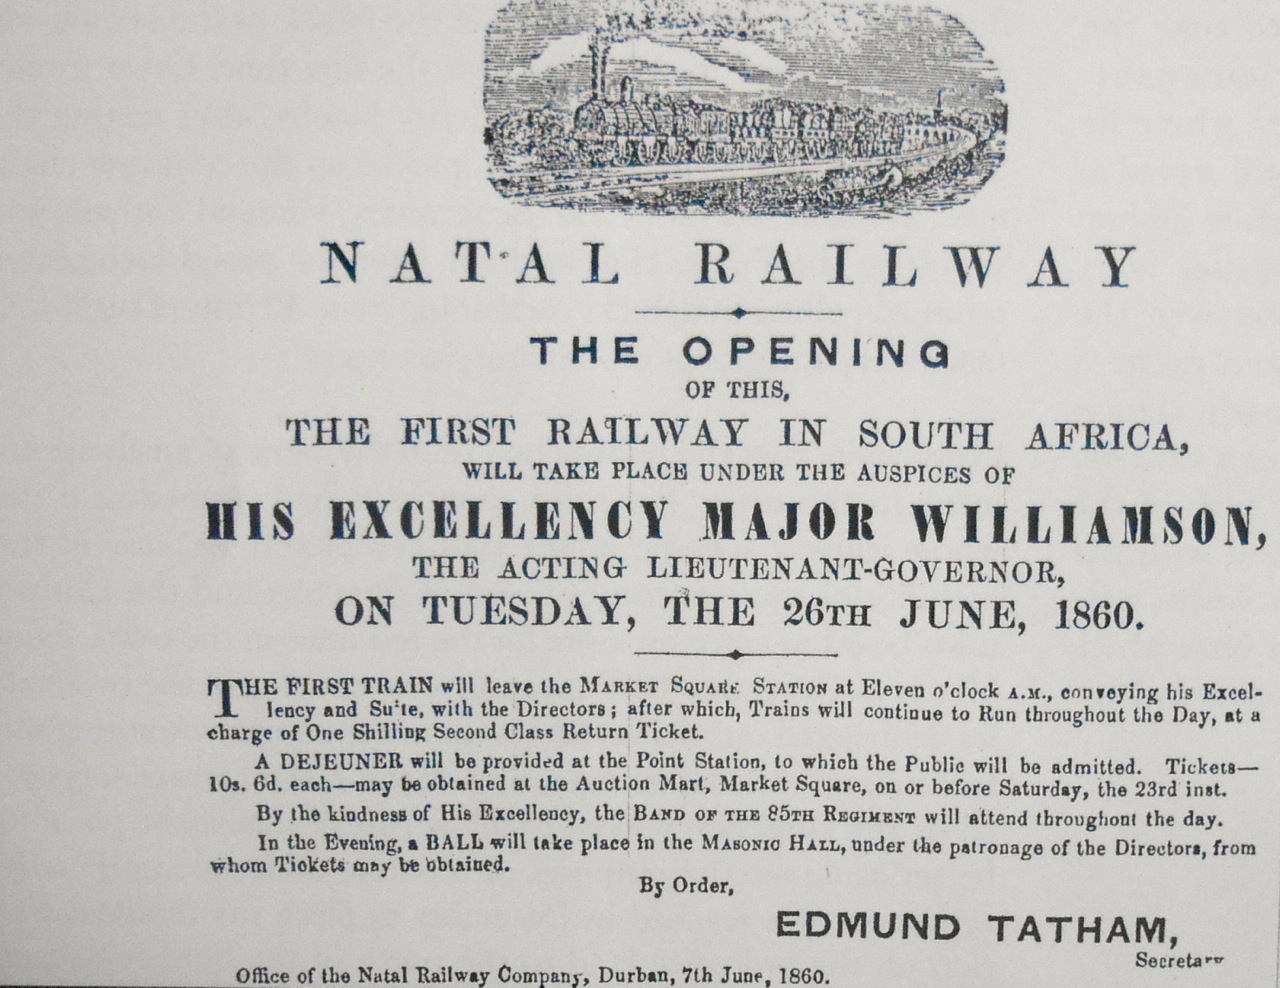 NATAL RAILWAY
THE OPENING
OF THIS,
THE FIRST RAILWAY IN SOUTH AFRICA,
WILL TAKE PLACE UNDER THE AUSPICES OF
HIS EXCELLENCY MAJOR WILLIAMSON,
THE ACTING LIEUTENANT-GOVERNOR,
ON TUESDAY, THE 26TH JUNE, 1860.
THE FIRST TRAIN will leave the MARKET SQUARE STATION at Eleven o'clock A.M., conveying his Excel-
lency and Suite, with the Directors; after which, Trains will continue to Run throughout the Day, at a
charge of One Shilling Second Class Return Ticket.
A DEJEUNER will be provided at the Point Station, to which the Public will be admitted. Tickets—
10s. 6d. each—may be obtained at the Auction Mart, Market Square, on or before Saturday, the 23rd inst.
By the kindness of His Excellency, the BAND OF THE 85TH REGIMENT will attend throughout the day.
In the Evening, a BALL will take place in the MASONIC HALL, under the patronage of the Directors, from
whom Tickets may be obtained.
By Order,
EDMUND TATHAM,
Secretary
Office of the Natal Railway Company, Durban, 7th June, 1860.